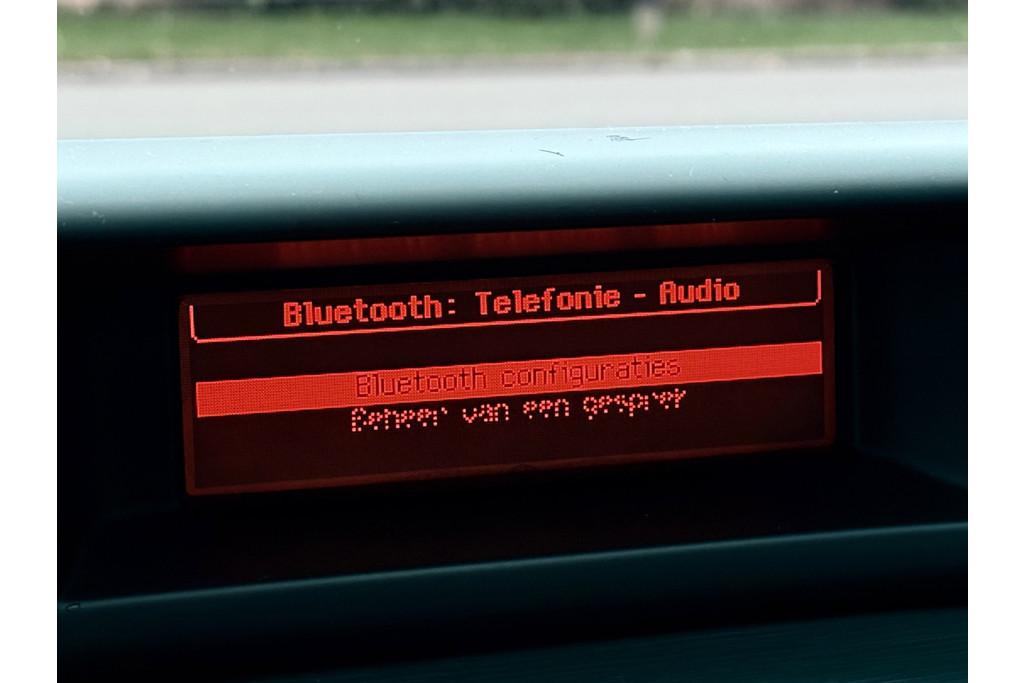 Bluetooth: Telefonie - Audio
Bluetooth configuraties
Beheer van een gesprek